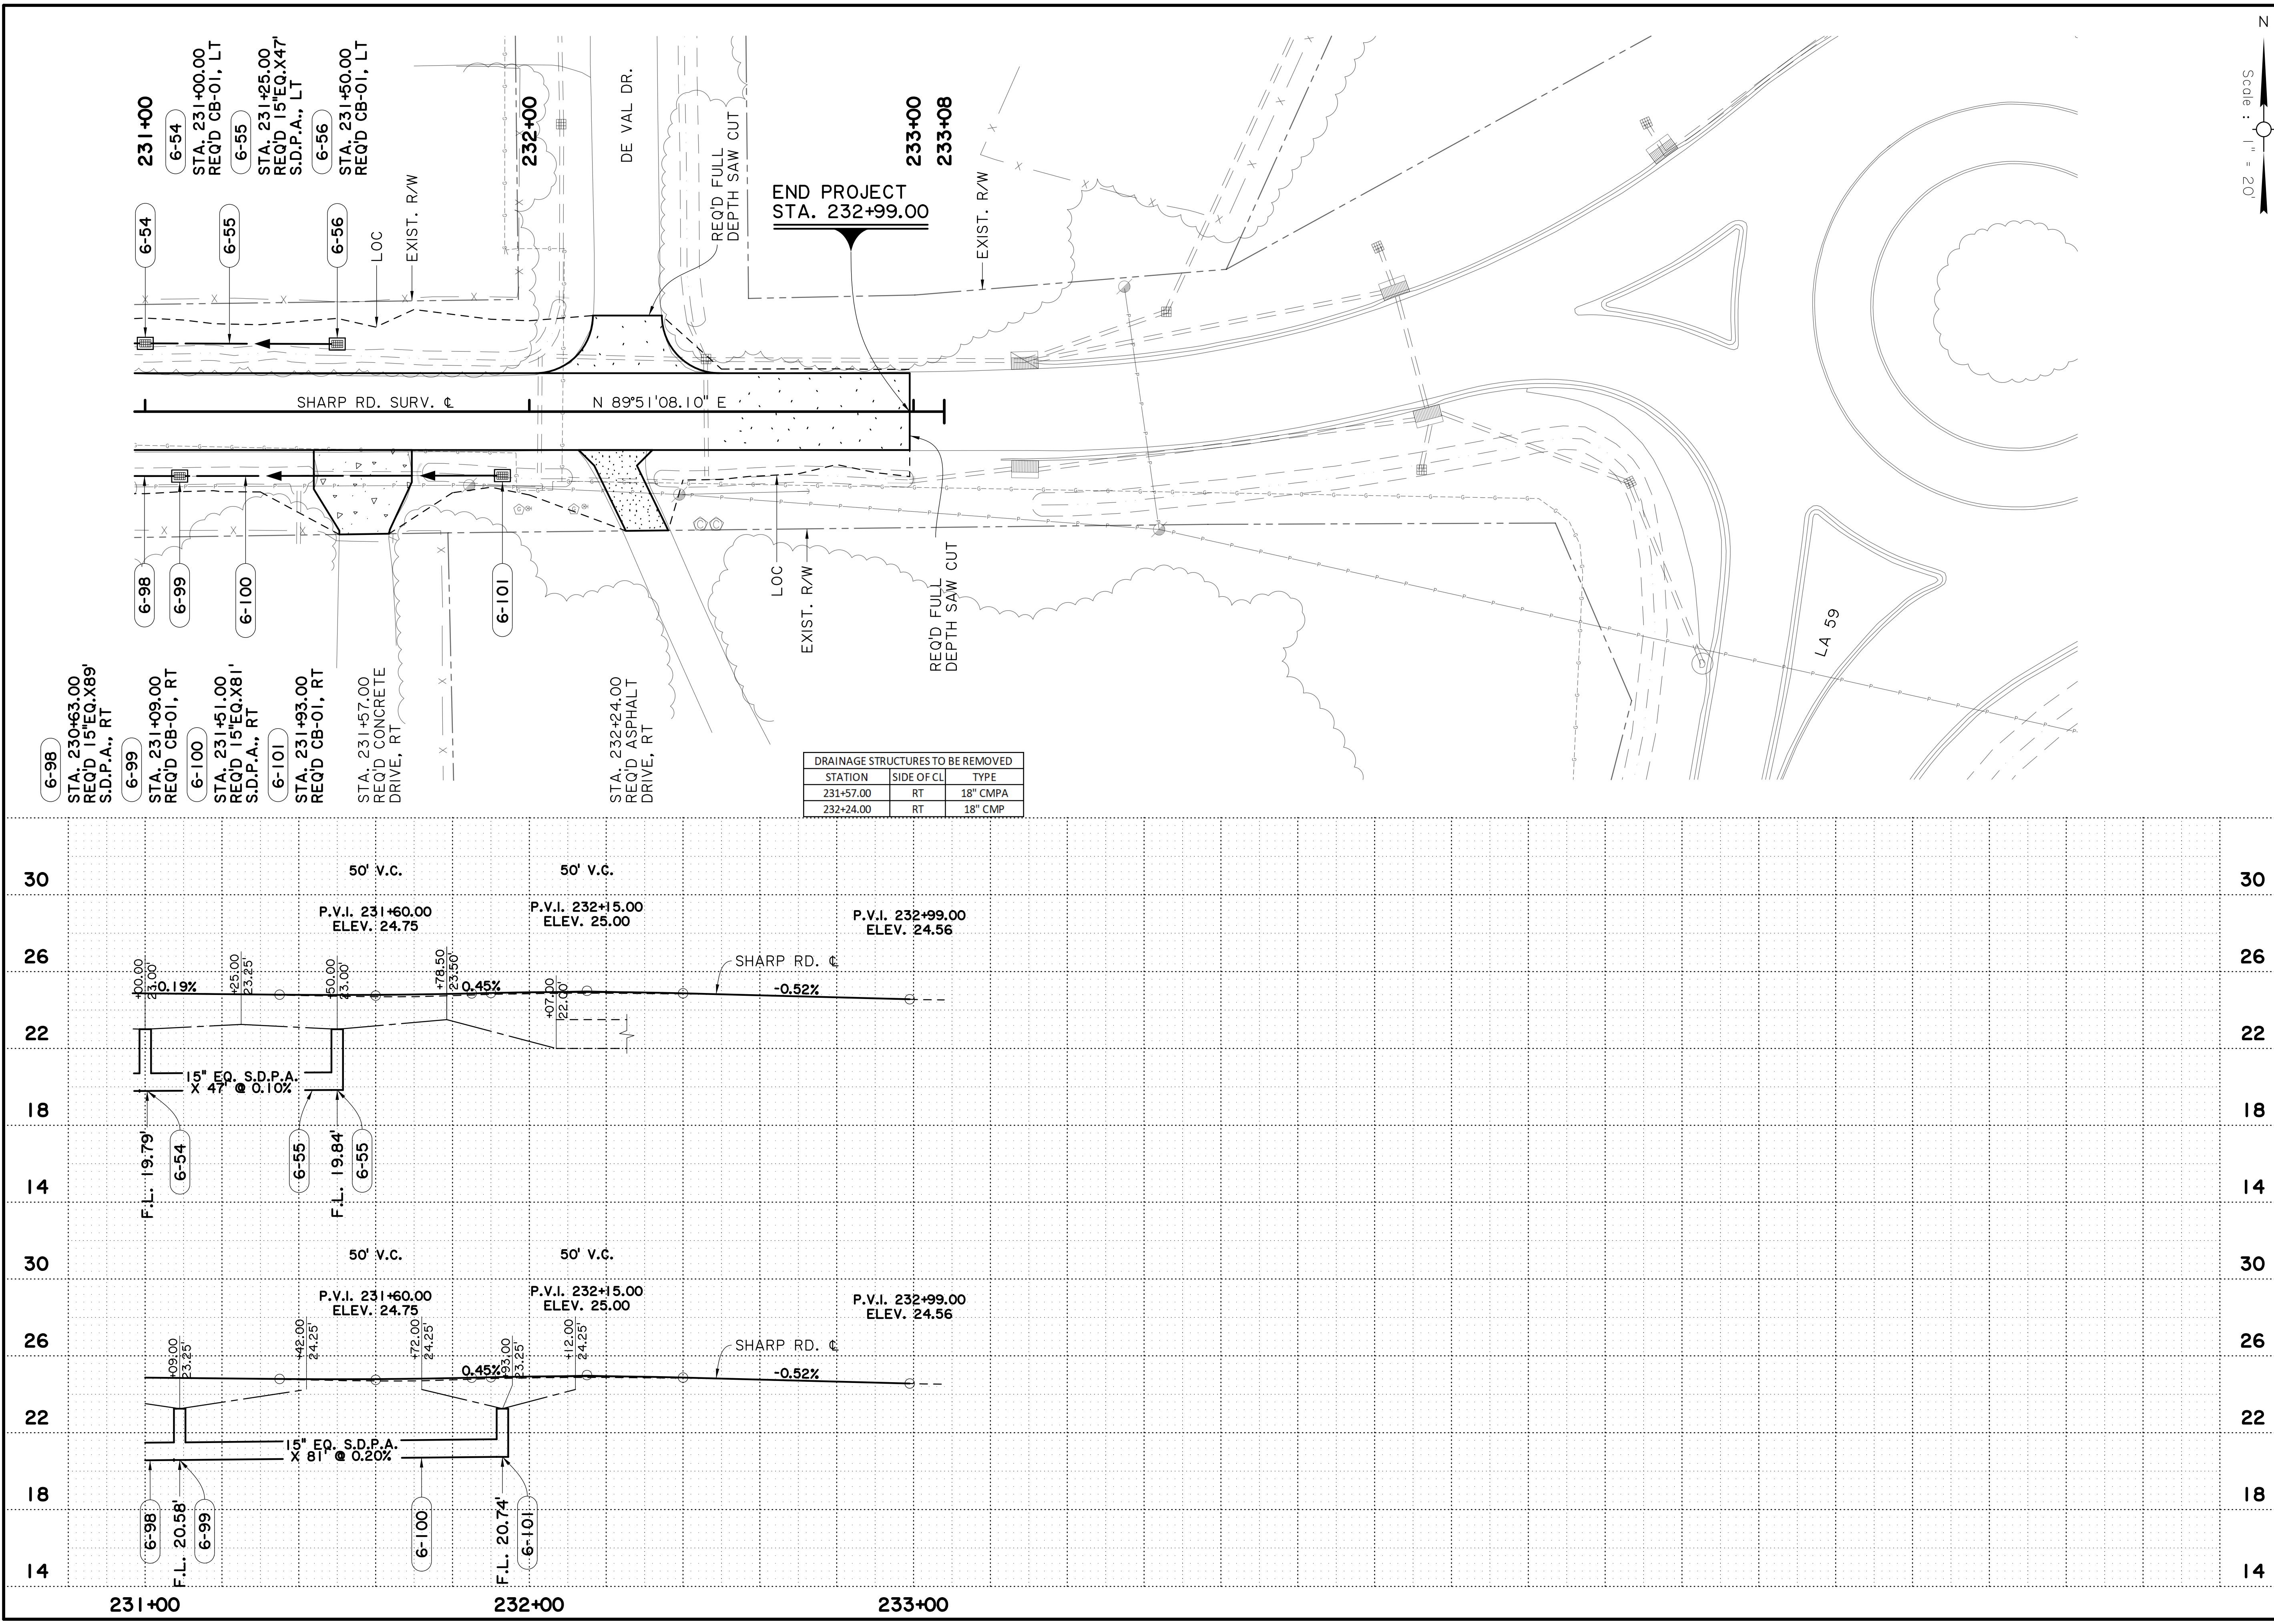 N
Scale : 1" = 20'
231+00
6-54
STA. 231+00.00
REQ'D CB-01, LT
6-55
STA. 231+25.00
REQ'D 15"EQ.X47'
S.D.P.A., LT
6-56
STA. 231+50.00
REQ'D CB-01, LT
232+00
DE VAL DR.
REQ'D FULL
DEPTH SAW CUT
233+00
233+08
END PROJECT
STA. 232+99.00
6-54
6-55
6-56
LOC
EXIST. R/W
EXIST. R/W
SHARP RD. SURV. ℄
N 89°51'08.10" E
6-98
6-99
6-100
6-101
LOC
EXIST. R/W
REQ'D FULL
DEPTH SAW CUT
LA 59
6-98
STA. 230+63.00
REQ'D 15"EQ.X89'
S.D.P.A., RT
6-99
STA. 231+09.00
REQ'D CB-01, RT
6-100
STA. 231+51.00
REQ'D 15"EQ.X81'
S.D.P.A., RT
6-101
STA. 231+93.00
REQ'D CB-01, RT
STA. 231+57.00
REQ'D CONCRETE
DRIVE, RT
STA. 232+24.00
REQ'D ASPHALT
DRIVE, RT
DRAINAGE STRUCTURES TO BE REMOVED
STATION SIDE OF CL TYPE
231+57.00 RT 18" CMPA
232+24.00 RT 18" CMP
30 30
26 26
22 22
18 18
14 14
50' V.C.
50' V.C.
P.V.I. 231+60.00
ELEV. 24.75
P.V.I. 232+15.00
ELEV. 25.00
P.V.I. 232+99.00
ELEV. 24.56
+00.00
23.00'
-0.19%
+25.00
23.25'
+50.00
23.00'
+78.50
23.50'
0.45%
+07.00
22.00'
SHARP RD. ℄
-0.52%
15" EQ. S.D.P.A.
X 47' @ 0.10%
F.L. 19.79'
6-54
6-55
F.L. 19.84'
6-55
30 30
26 26
22 22
18 18
14 14
50' V.C.
50' V.C.
P.V.I. 231+60.00
ELEV. 24.75
P.V.I. 232+15.00
ELEV. 25.00
P.V.I. 232+99.00
ELEV. 24.56
+09.00
23.25'
+42.00
24.25'
+72.00
24.25'
0.45%
+93.00
23.25'
+12.00
24.25'
SHARP RD. ℄
-0.52%
15" EQ. S.D.P.A.
X 81' @ 0.20%
6-98
F.L. 20.58'
6-99
6-100
F.L. 20.74'
6-101
231+00 232+00 233+00